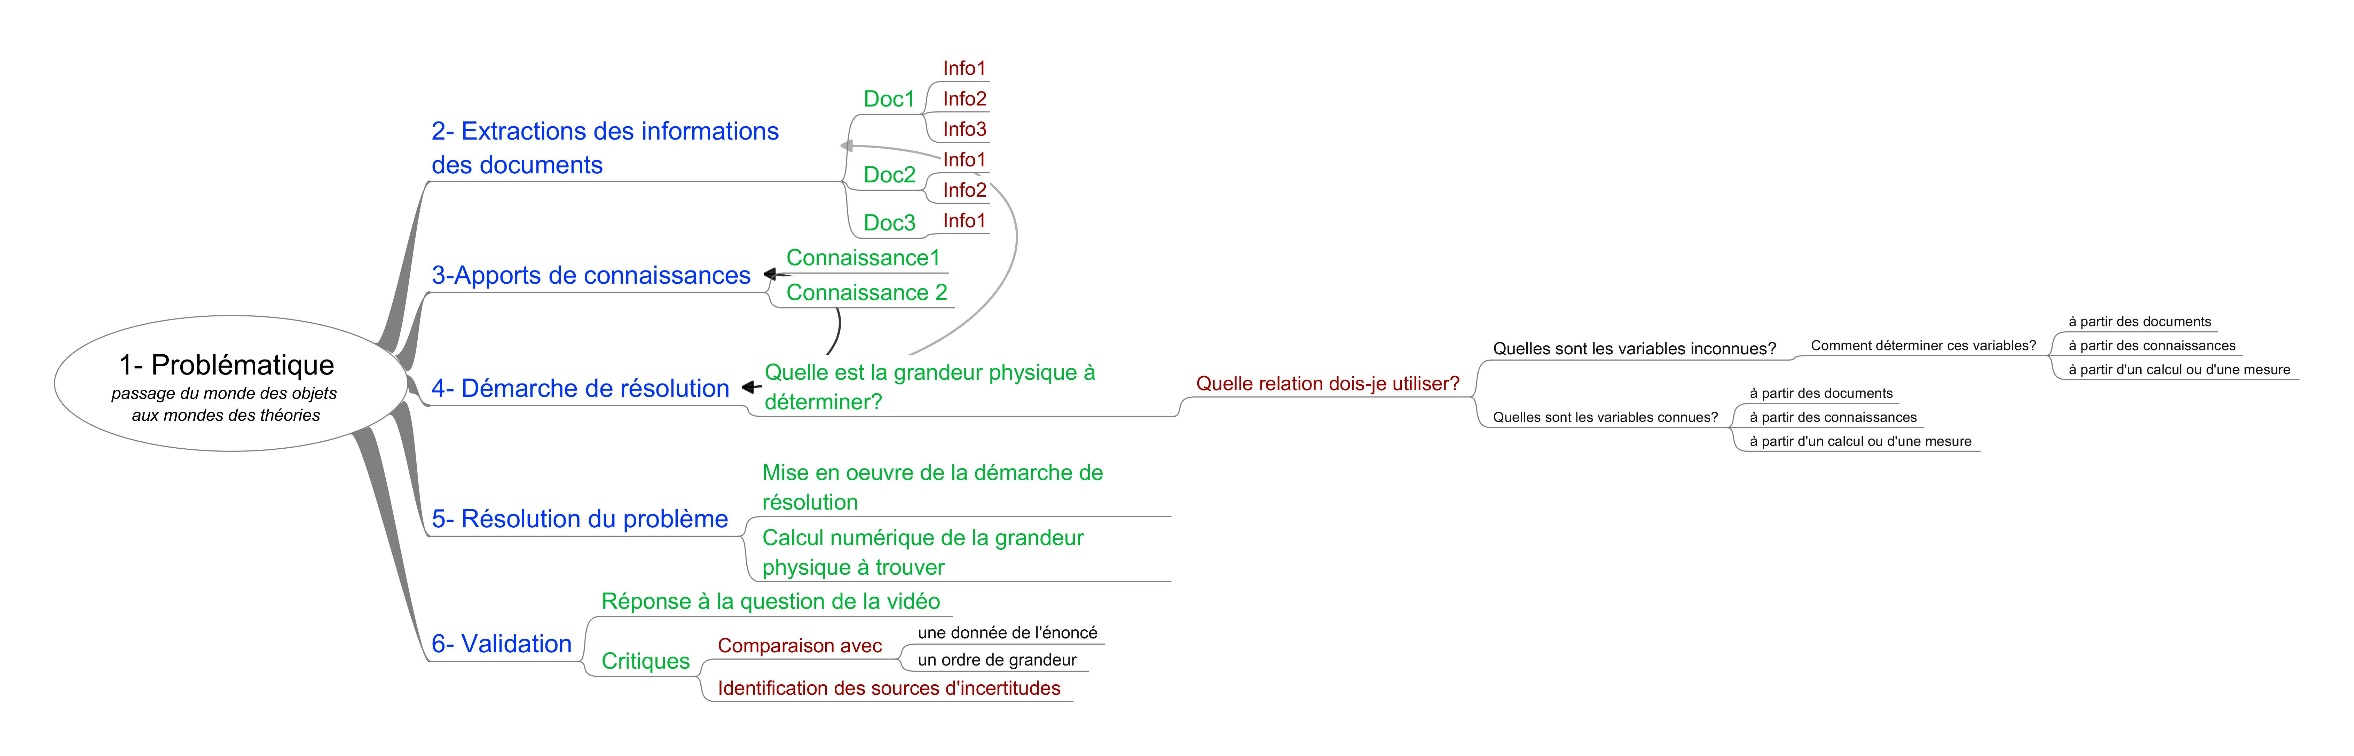 1- Problématique
passage du monde des objets
aux mondes des théories
2- Extractions des informations
des documents
Doc1
Info1
Info2
Info3
Doc2
Info1
Info2
Doc3
Info1
3-Apports de connaissances
Connaissance1
Connaissance 2
4- Démarche de résolution
Quelle est la grandeur physique à
déterminer?
Quelle relation dois-je utiliser?
Quelles sont les variables inconnues?
Comment déterminer ces variables?
à partir des documents
à partir des connaissances
à partir d'un calcul ou d'une mesure
Quelles sont les variables connues?
à partir des documents
à partir des connaissances
à partir d'un calcul ou d'une mesure
5- Résolution du problème
Mise en oeuvre de la démarche de
résolution
Calcul numérique de la grandeur
physique à trouver
6- Validation
Réponse à la question de la vidéo
Critiques
Comparaison avec
une donnée de l'énoncé
un ordre de grandeur
Identification des sources d'incertitudes